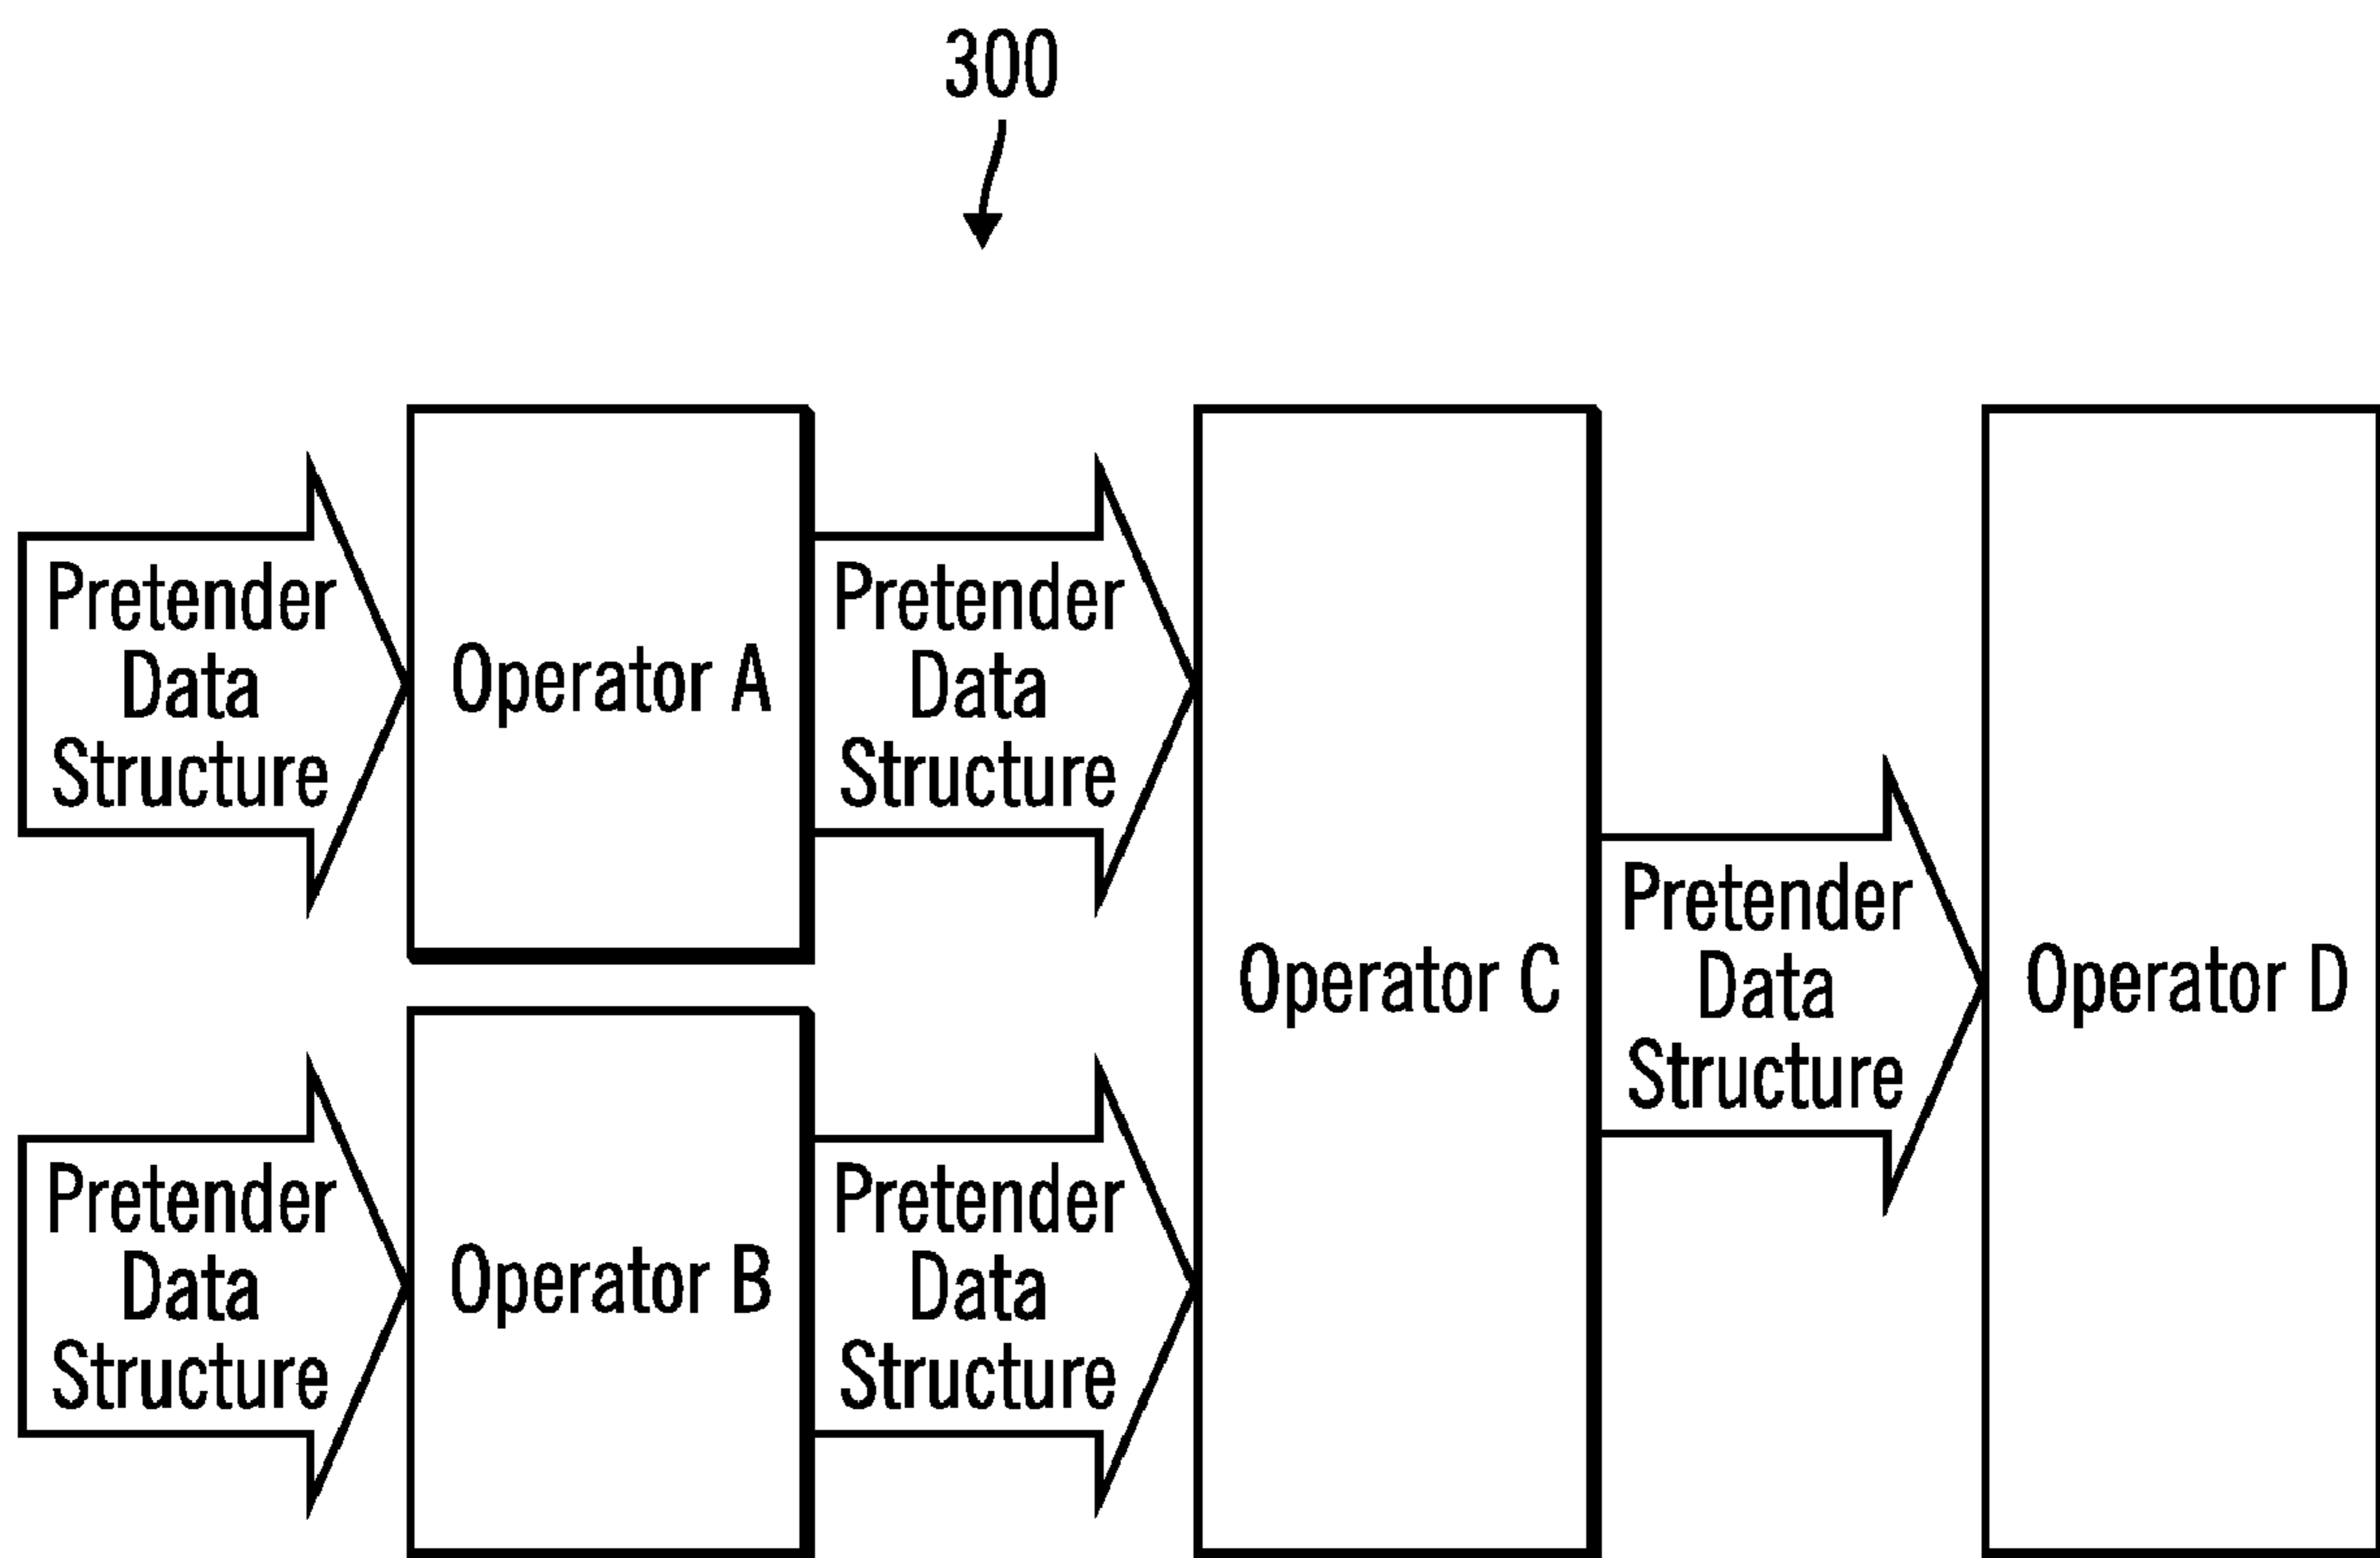 300
Pretender
Data
Structure
Operator A
Pretender
Data
Structure
Pretender
Data
Structure
Operator B
Pretender
Data
Structure
Operator C
Pretender
Data
Structure
Operator D